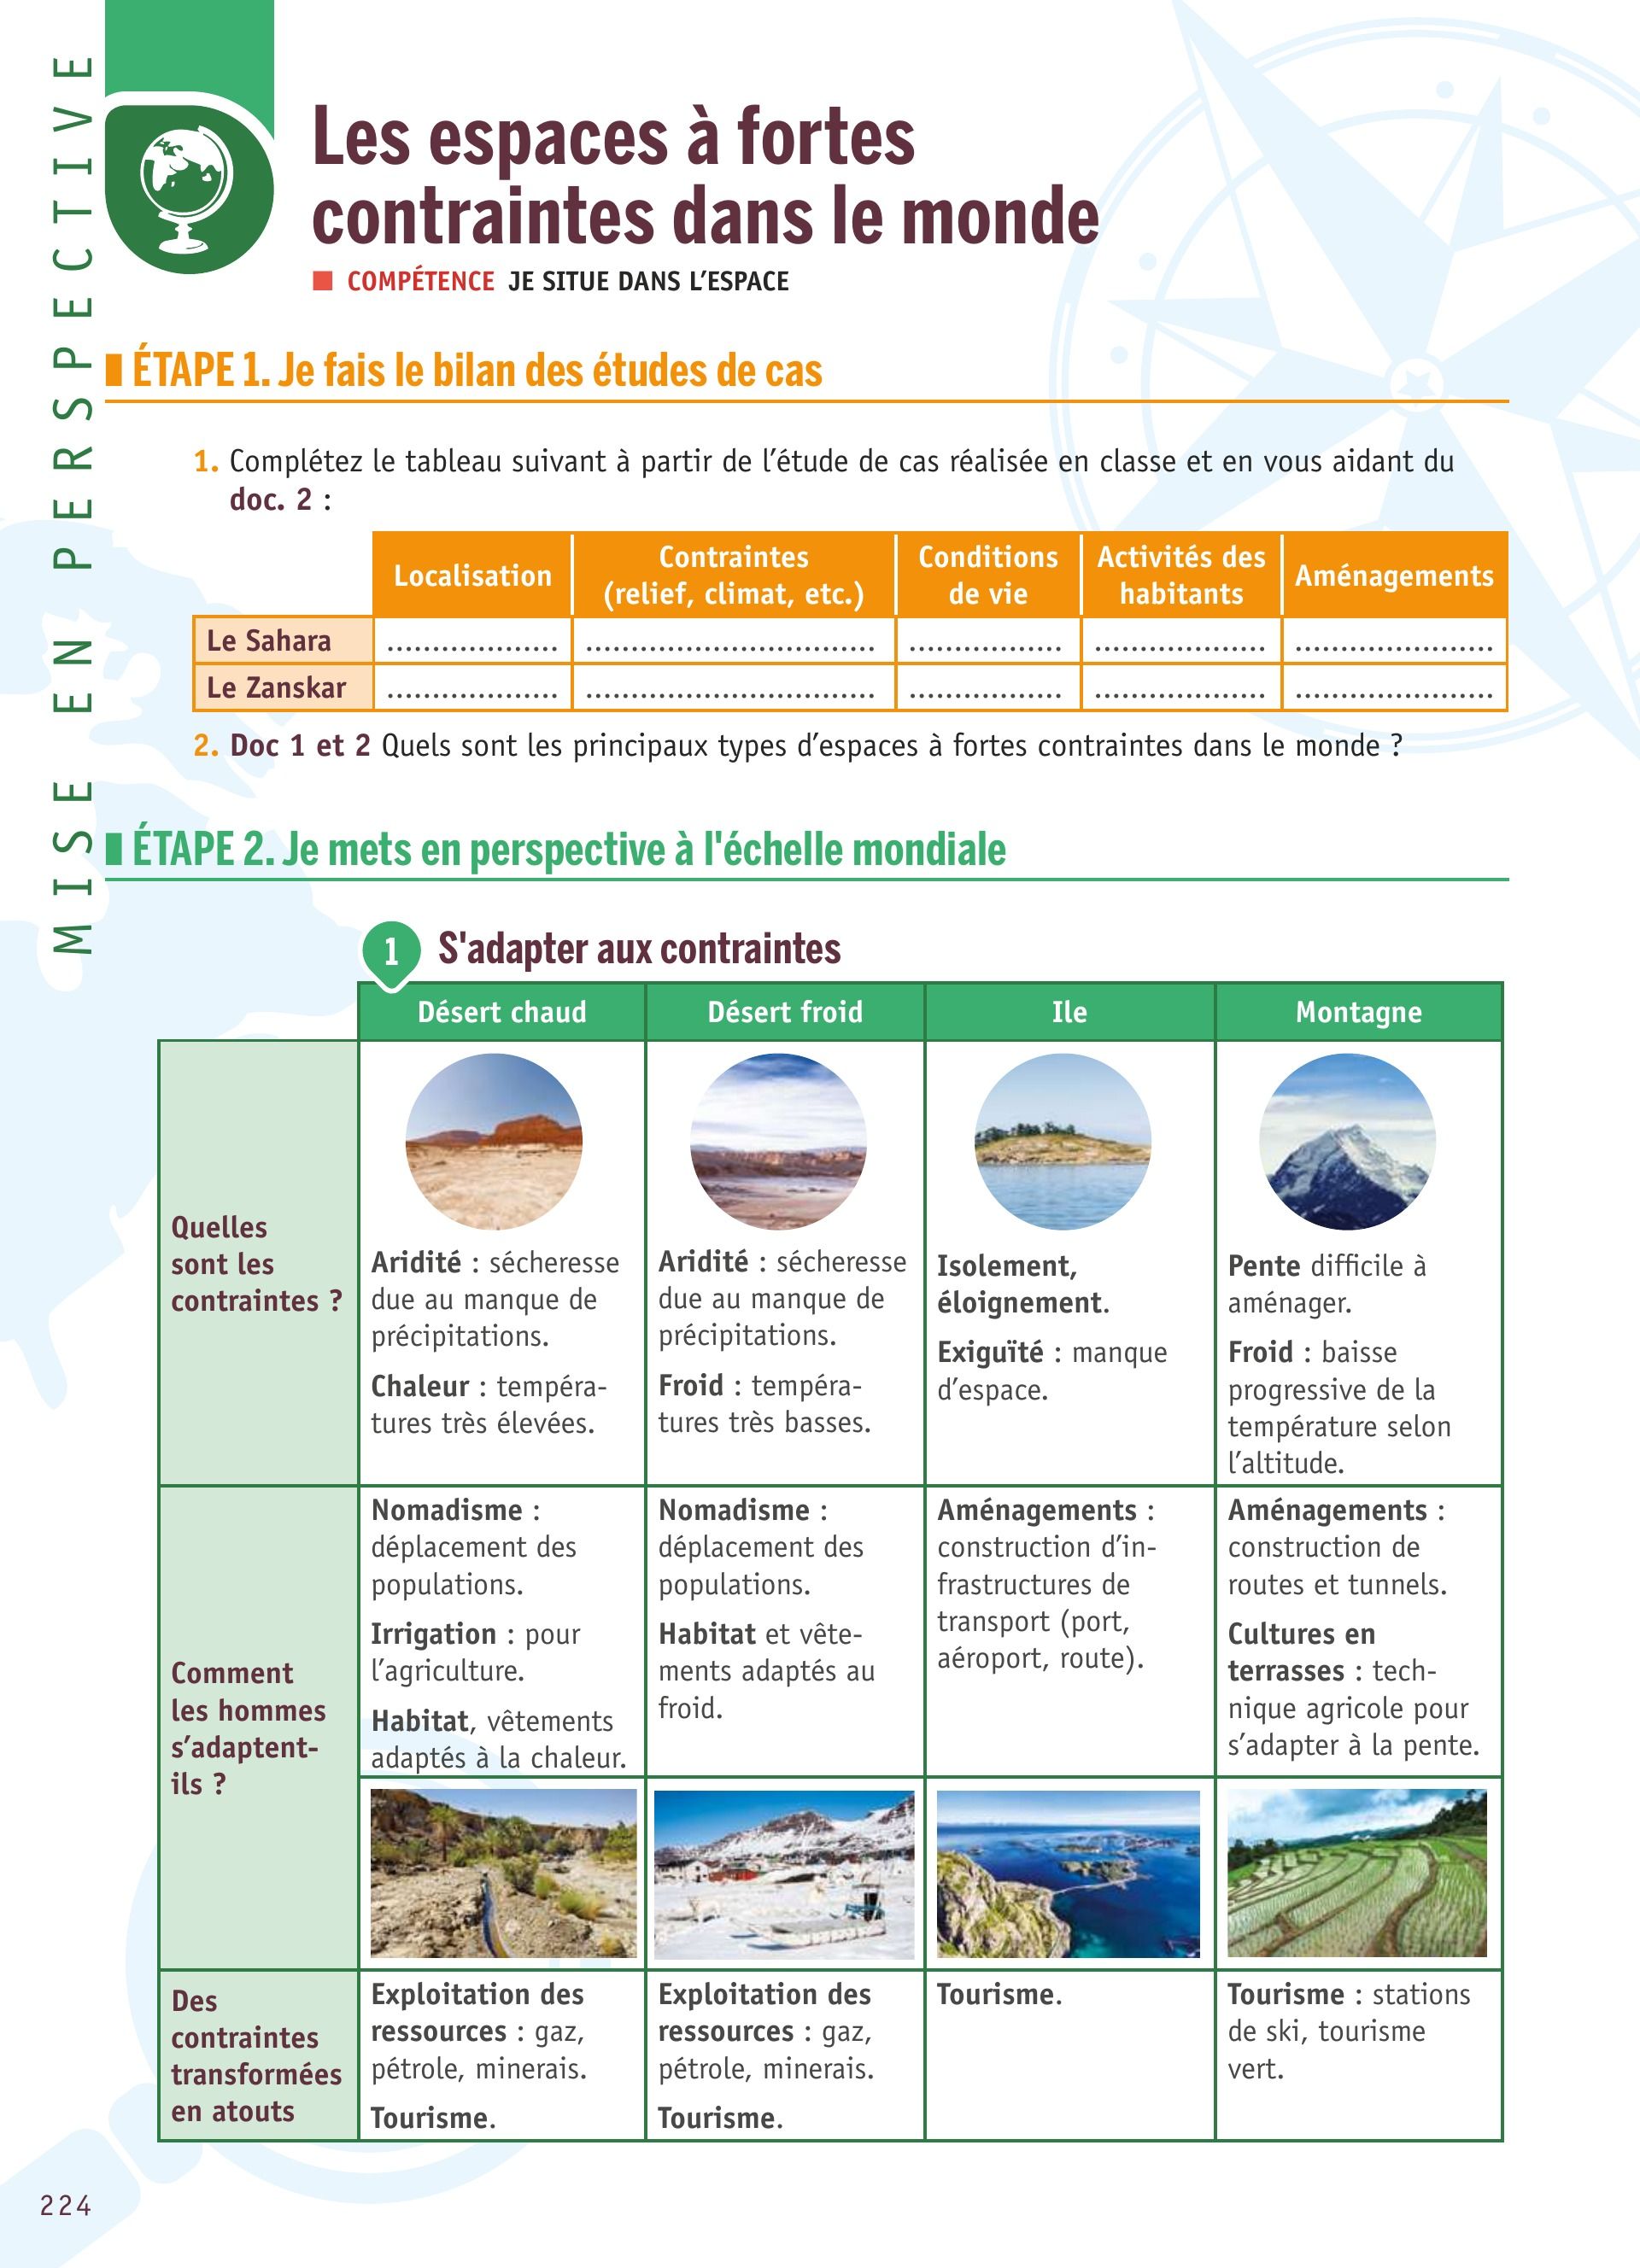 MISE EN PERSPECTIVE
Les espaces à fortes
contraintes dans le monde
COMPÉTENCE JE SITUE DANS L’ESPACE
ÉTAPE 1. Je fais le bilan des études de cas
1. Complétez le tableau suivant à partir de l’étude de cas réalisée en classe et en vous aidant du
doc. 2 :
Localisation
Contraintes
(relief, climat, etc.)
Conditions
de vie
Activités des
habitants
Aménagements
Le Sahara .................. ............................... ................ .................. .....................
Le Zanskar .................. ............................... ................ .................. .....................
2. Doc 1 et 2 Quels sont les principaux types d’espaces à fortes contraintes dans le monde ?
ÉTAPE 2. Je mets en perspective à l'échelle mondiale
1 S'adapter aux contraintes
Désert chaud
Désert froid
Ile
Montagne
Quelles
sont les
contraintes ?
Aridité : sécheresse
due au manque de
précipitations.
Chaleur : tempéra-
tures très élevées.
Aridité : sécheresse
due au manque de
précipitations.
Froid : tempéra-
tures très basses.
Isolement,
éloignement.
Exiguïté : manque
d’espace.
Pente difficile à
aménager.
Froid : baisse
progressive de la
température selon
l’altitude.
Comment
les hommes
s’adaptent-
ils ?
Nomadisme :
déplacement des
populations.
Irrigation : pour
l’agriculture.
Habitat, vêtements
adaptés à la chaleur.
Nomadisme :
déplacement des
populations.
Habitat et vête-
ments adaptés au
froid.
Aménagements :
construction d’in-
frastructures de
transport (port,
aéroport, route).
Aménagements :
construction de
routes et tunnels.
Cultures en
terrasses : tech-
nique agricole pour
s’adapter à la pente.
Des
contraintes
transformées
en atouts
Exploitation des
ressources : gaz,
pétrole, minerais.
Tourisme.
Exploitation des
ressources : gaz,
pétrole, minerais.
Tourisme.
Tourisme.
Tourisme : stations
de ski, tourisme
vert.
224